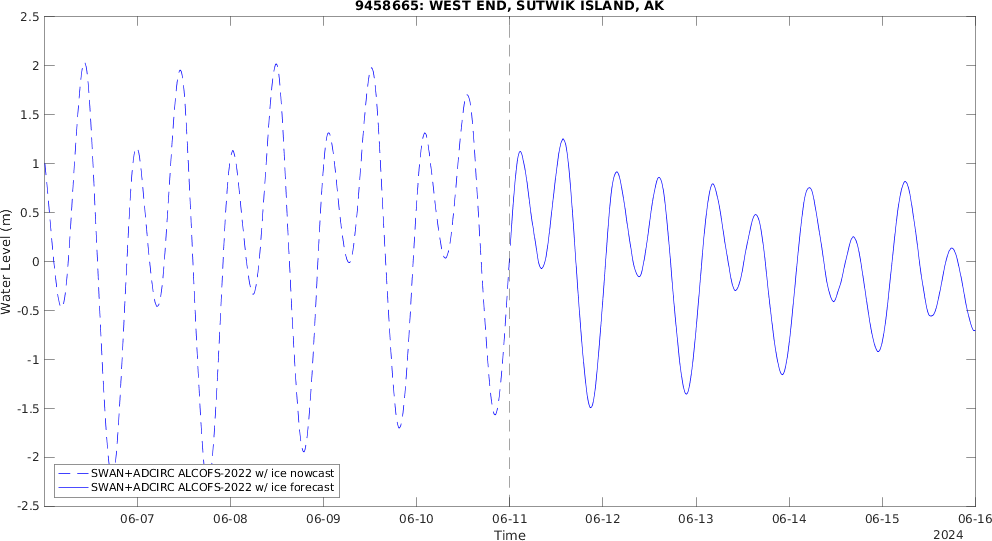 9458665: WEST END, SUTWIK ISLAND, AK
2.5
2
1.5
1
0.5
0
-0.5
-1
-1.5
-2
-2.5
Water Level (m)
SWAN+ADCIRC ALCOFS-2022 w/ ice nowcast
SWAN+ADCIRC ALCOFS-2022 w/ ice forecast
06-07 06-08 06-09 06-10 06-11 06-12 06-13 06-14 06-15 06-16
Time
2024